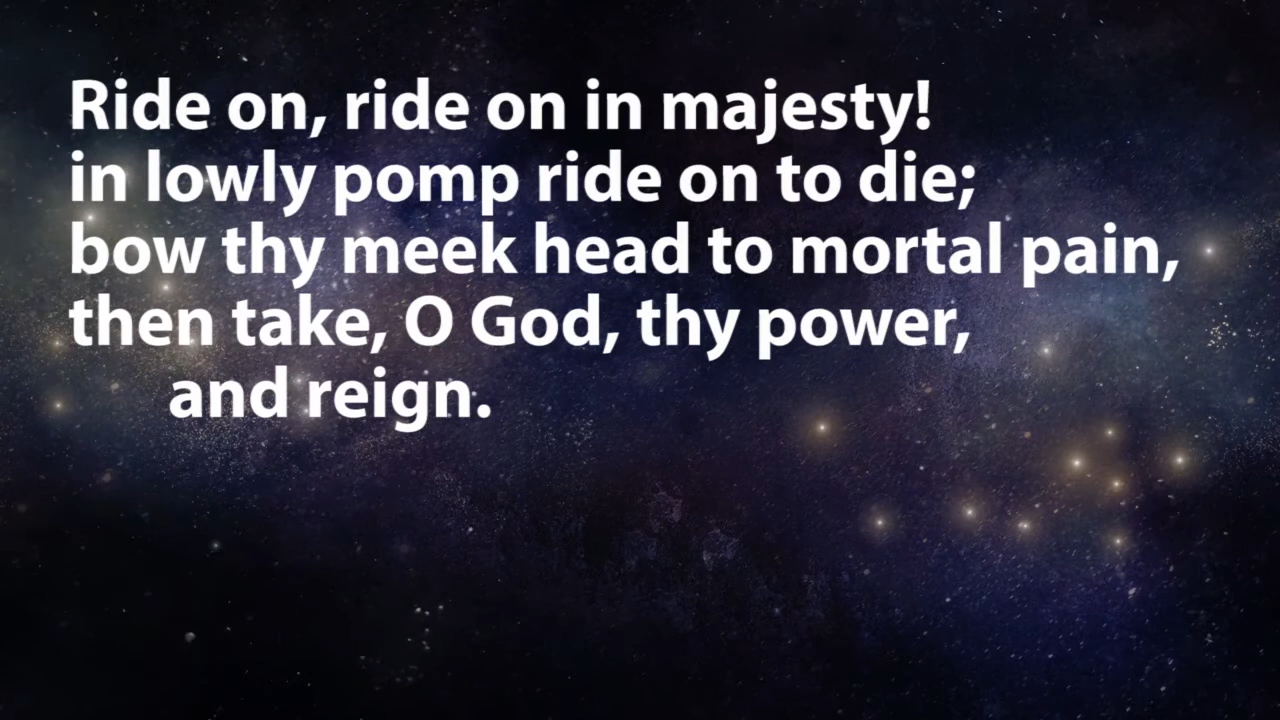 Ride on, ride on in majesty!
in lowly pomp ride on to die;
bow thy meek head to mortal pain,
then take, O God, thy power,
and reign.